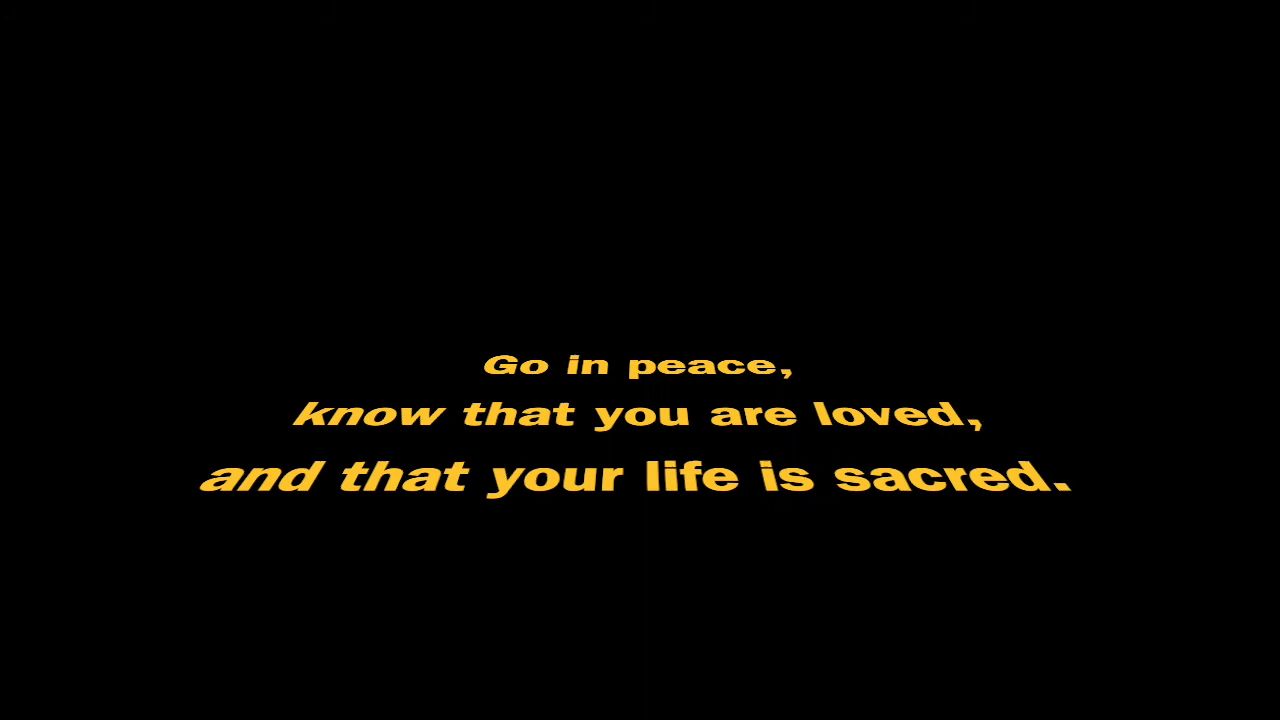 Go in peace,
know that you are loved,
and that your life is sacred.